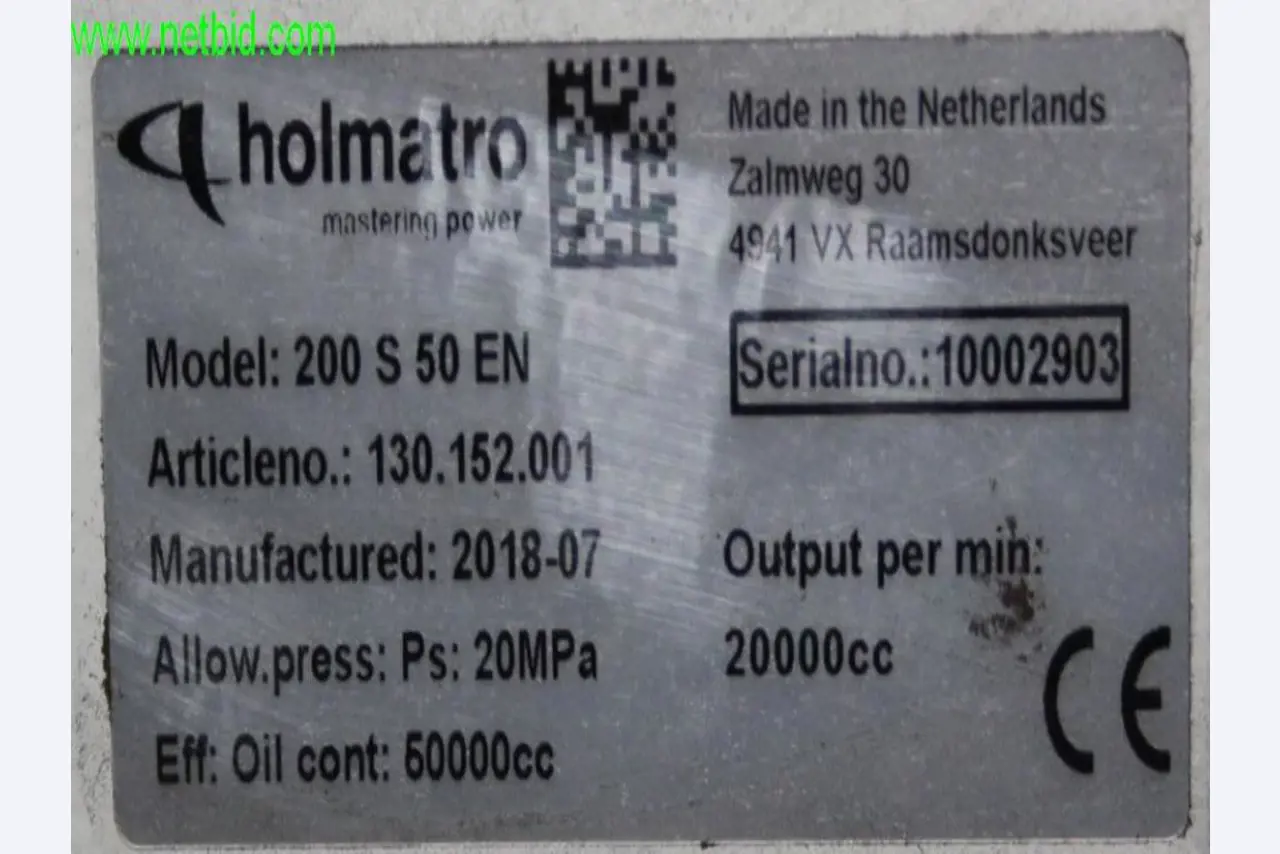 www.netbid.com
holmatro
mastering power
Made in the Netherlands
Zalmweg 30
4941 VX Raamsdonksveer
Model: 200 S 50 EN
Serialno.:10002903
Articleno.: 130.152.001
Manufactured: 2018-07
Allow.press: Ps: 20MPa
Eff: Oil cont: 50000cc
Output per min:
20000cc
CE